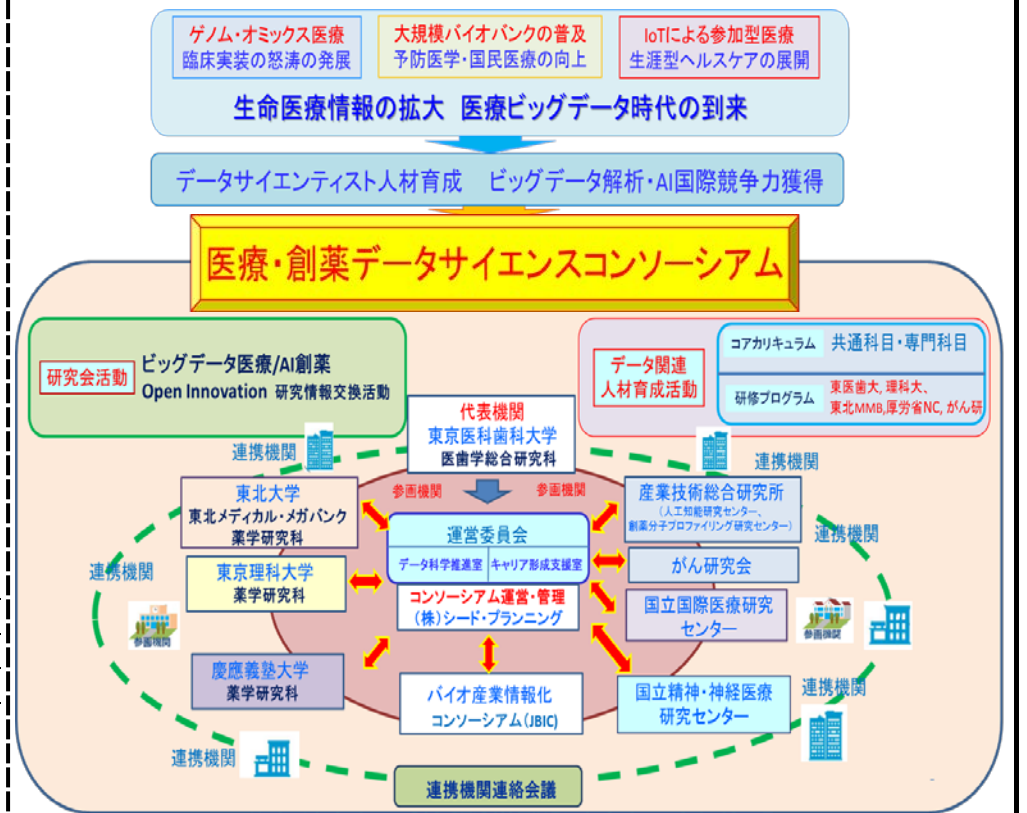 ゲノム・オミックス医療
臨床実装の怒涛の発展
大規模バイオバンクの普及
予防医学・国民医療の向上
IoTによる参加型医療
生涯型ヘルスケアの展開
生命医療情報の拡大 医療ビッグデータ時代の到来
データサイエンティスト人材育成 ビッグデータ解析・AI国際競争力獲得
医療・創薬データサイエンスコンソーシアム
研究会活動
ビッグデータ医療/AI創薬
Open Innovation 研究情報交換活動
データ関連
人材育成活動
コアカリキュラム 共通科目・専門科目
研修プログラム
東医歯大, 理科大、
東北MMB,厚労省NC, がん研
代表機関
東京医科歯科大学
医歯学総合研究科
連携機関
連携機関
参画機関
参画機関
東北大学
東北メディカル・メガバンク
薬学研究科
産業技術総合研究所
(人工知能研究センター、
創薬分子プロファイリング研究センター)
運営委員会
データ科学推進室
キャリア形成支援室
連携機関
連携機関
がん研究会
東京理科大学
薬学研究科
コンソーシアム運営・管理
(株)シード・プランニング
国立国際医療研究
センター
参画機関
参画機関
慶應義塾大学
薬学研究科
バイオ産業情報化
コンソーシアム(JBIC)
国立精神・神経医療
研究センター
連携機関
連携機関
連携機関連絡会議